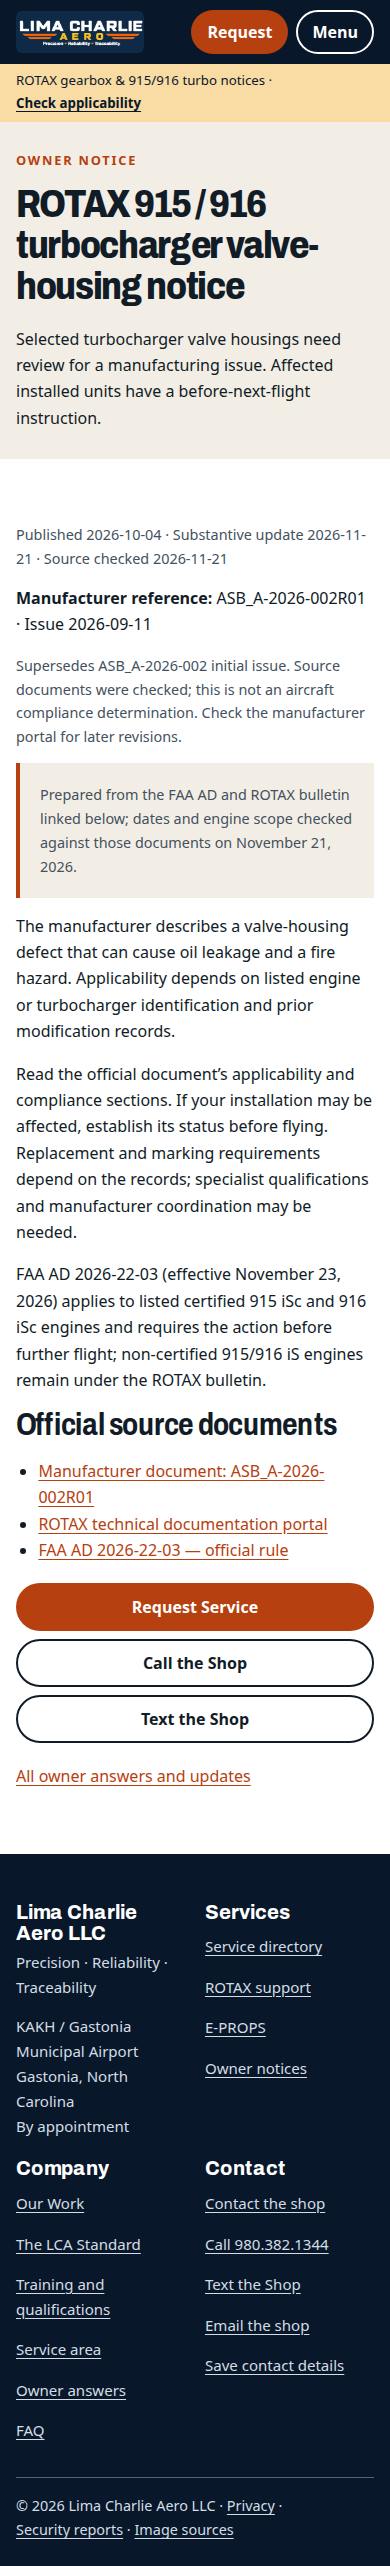 LIMA CHARLIE
AERO
Precision • Reliability • Traceability
Request
Menu
ROTAX gearbox & 915/916 turbo notices ·
Check applicability
OWNER NOTICE
ROTAX 915 / 916
turbocharger valve-
housing notice
Selected turbocharger valve housings need
review for a manufacturing issue. Affected
installed units have a before-next-flight
instruction.
Published 2026-10-04 · Substantive update 2026-11-
21 · Source checked 2026-11-21
Manufacturer reference: ASB_A-2026-002R01
· Issue 2026-09-11
Supersedes ASB_A-2026-002 initial issue. Source
documents were checked; this is not an aircraft
compliance determination. Check the manufacturer
portal for later revisions.
Prepared from the FAA AD and ROTAX bulletin
linked below; dates and engine scope checked
against those documents on November 21,
2026.
The manufacturer describes a valve-housing
defect that can cause oil leakage and a fire
hazard. Applicability depends on listed engine
or turbocharger identification and prior
modification records.
Read the official document’s applicability and
compliance sections. If your installation may be
affected, establish its status before flying.
Replacement and marking requirements
depend on the records; specialist qualifications
and manufacturer coordination may be
needed.
FAA AD 2026-22-03 (effective November 23,
2026) applies to listed certified 915 iSc and 916
iSc engines and requires the action before
further flight; non-certified 915/916 iS engines
remain under the ROTAX bulletin.
Official source documents
• Manufacturer document: ASB_A-2026-
002R01
• ROTAX technical documentation portal
• FAA AD 2026-22-03 — official rule
Request Service
Call the Shop
Text the Shop
All owner answers and updates
Lima Charlie
Aero LLC
Precision · Reliability ·
Traceability
KAKH / Gastonia
Municipal Airport
Gastonia, North
Carolina
By appointment
Services
Service directory
ROTAX support
E-PROPS
Owner notices
Company
Our Work
The LCA Standard
Training and
qualifications
Service area
Owner answers
FAQ
Contact
Contact the shop
Call 980.382.1344
Text the Shop
Email the shop
Save contact details
© 2026 Lima Charlie Aero LLC · Privacy ·
Security reports · Image sources